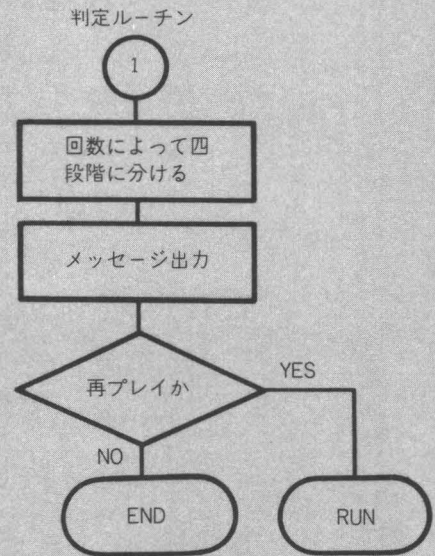 判定ルーチン
1
回数によって四
段階に分ける
メッセージ出力
再プレイか
YES
NO
END
RUN